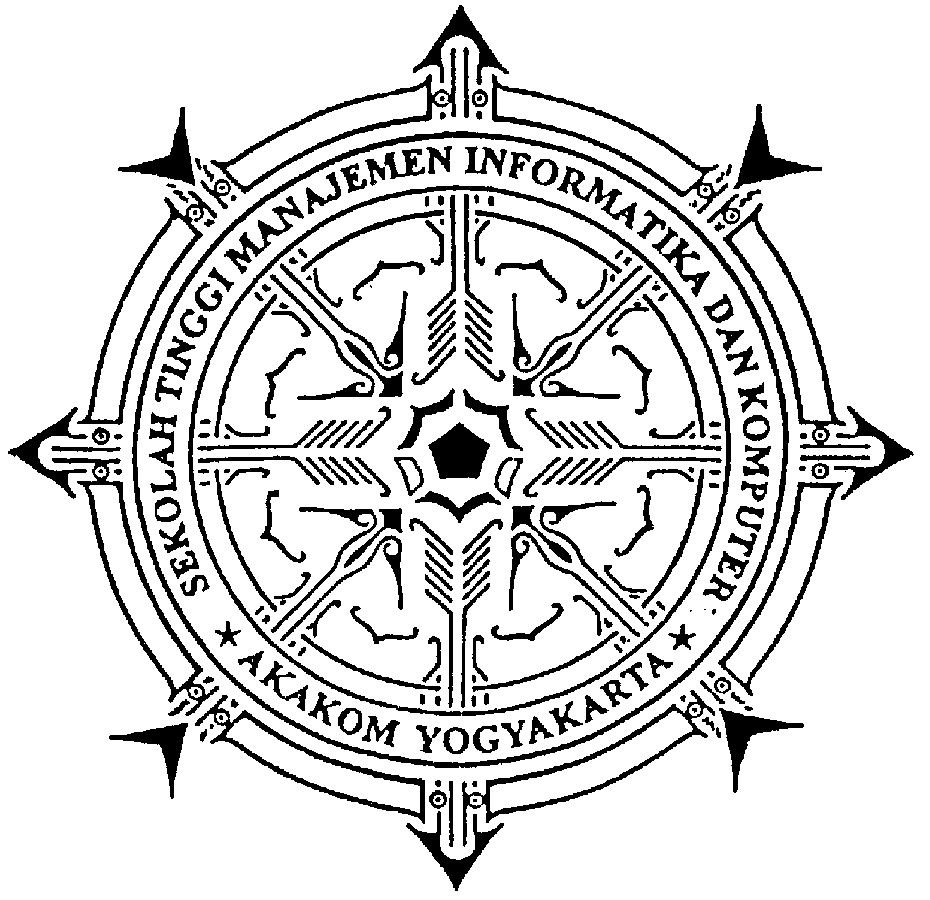 SEKOLAH TINGGI MANAJEMEN INFORMATIKA DAN KOMPUTER
★ AKAKOM YOGYAKARTA ★